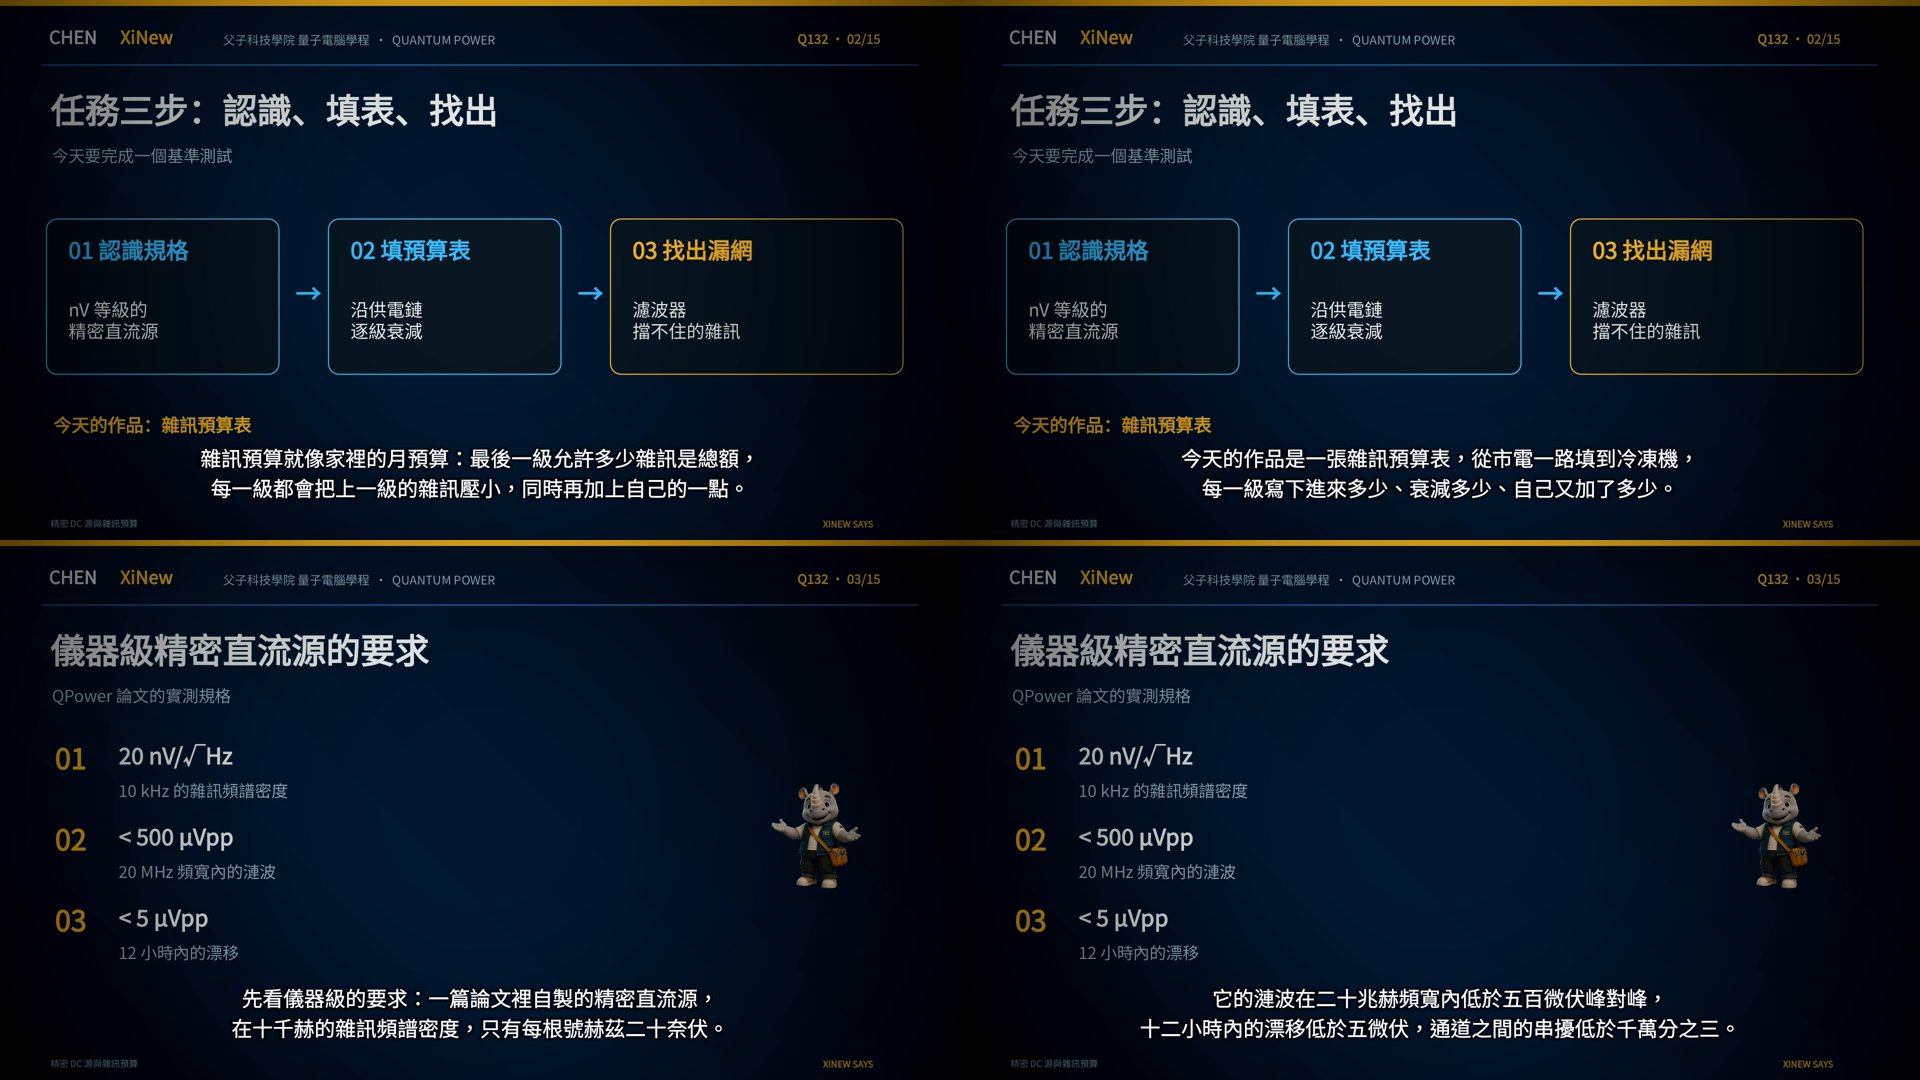 CHEN XiNew 父子科技學院 量子電腦學程 · QUANTUM POWER Q132 · 02/15
任務三步：認識、填表、找出
今天要完成一個基準測試
01 認識規格
nV 等級的
精密直流源
→
02 填預算表
沿供電鏈
逐級衰減
→
03 找出漏網
濾波器
擋不住的雜訊
今天的作品：雜訊預算表
雜訊預算就像家裡的月預算：最後一級允許多少雜訊是總額，
每一級都會把上一級的雜訊壓小，同時再加上自己的一點。
精密 DC 源與雜訊預算 XINEW SAYS
CHEN XiNew 父子科技學院 量子電腦學程 · QUANTUM POWER Q132 · 02/15
任務三步：認識、填表、找出
今天要完成一個基準測試
01 認識規格
nV 等級的
精密直流源
→
02 填預算表
沿供電鏈
逐級衰減
→
03 找出漏網
濾波器
擋不住的雜訊
今天的作品：雜訊預算表
今天的作品是一張雜訊預算表，從市電一路填到冷凍機，
每一級寫下進來多少、衰減多少、自己又加了多少。
精密 DC 源與雜訊預算 XINEW SAYS
CHEN XiNew 父子科技學院 量子電腦學程 · QUANTUM POWER Q132 · 03/15
儀器級精密直流源的要求
QPower 論文的實測規格
01 20 nV/√Hz
10 kHz 的雜訊頻譜密度
02 < 500 μVpp
20 MHz 頻寬內的漣波
03 < 5 μVpp
12 小時內的漂移
先看儀器級的要求：一篇論文裡自製的精密直流源，
在十千赫的雜訊頻譜密度，只有每根號赫茲二十奈伏。
精密 DC 源與雜訊預算 XINEW SAYS
CHEN XiNew 父子科技學院 量子電腦學程 · QUANTUM POWER Q132 · 03/15
儀器級精密直流源的要求
QPower 論文的實測規格
01 20 nV/√Hz
10 kHz 的雜訊頻譜密度
02 < 500 μVpp
20 MHz 頻寬內的漣波
03 < 5 μVpp
12 小時內的漂移
它的漣波在二十兆赫頻寬內低於五百微伏峰對峰，
十二小時內的漂移低於五微伏，通道之間的串擾低於千萬分之三。
精密 DC 源與雜訊預算 XINEW SAYS